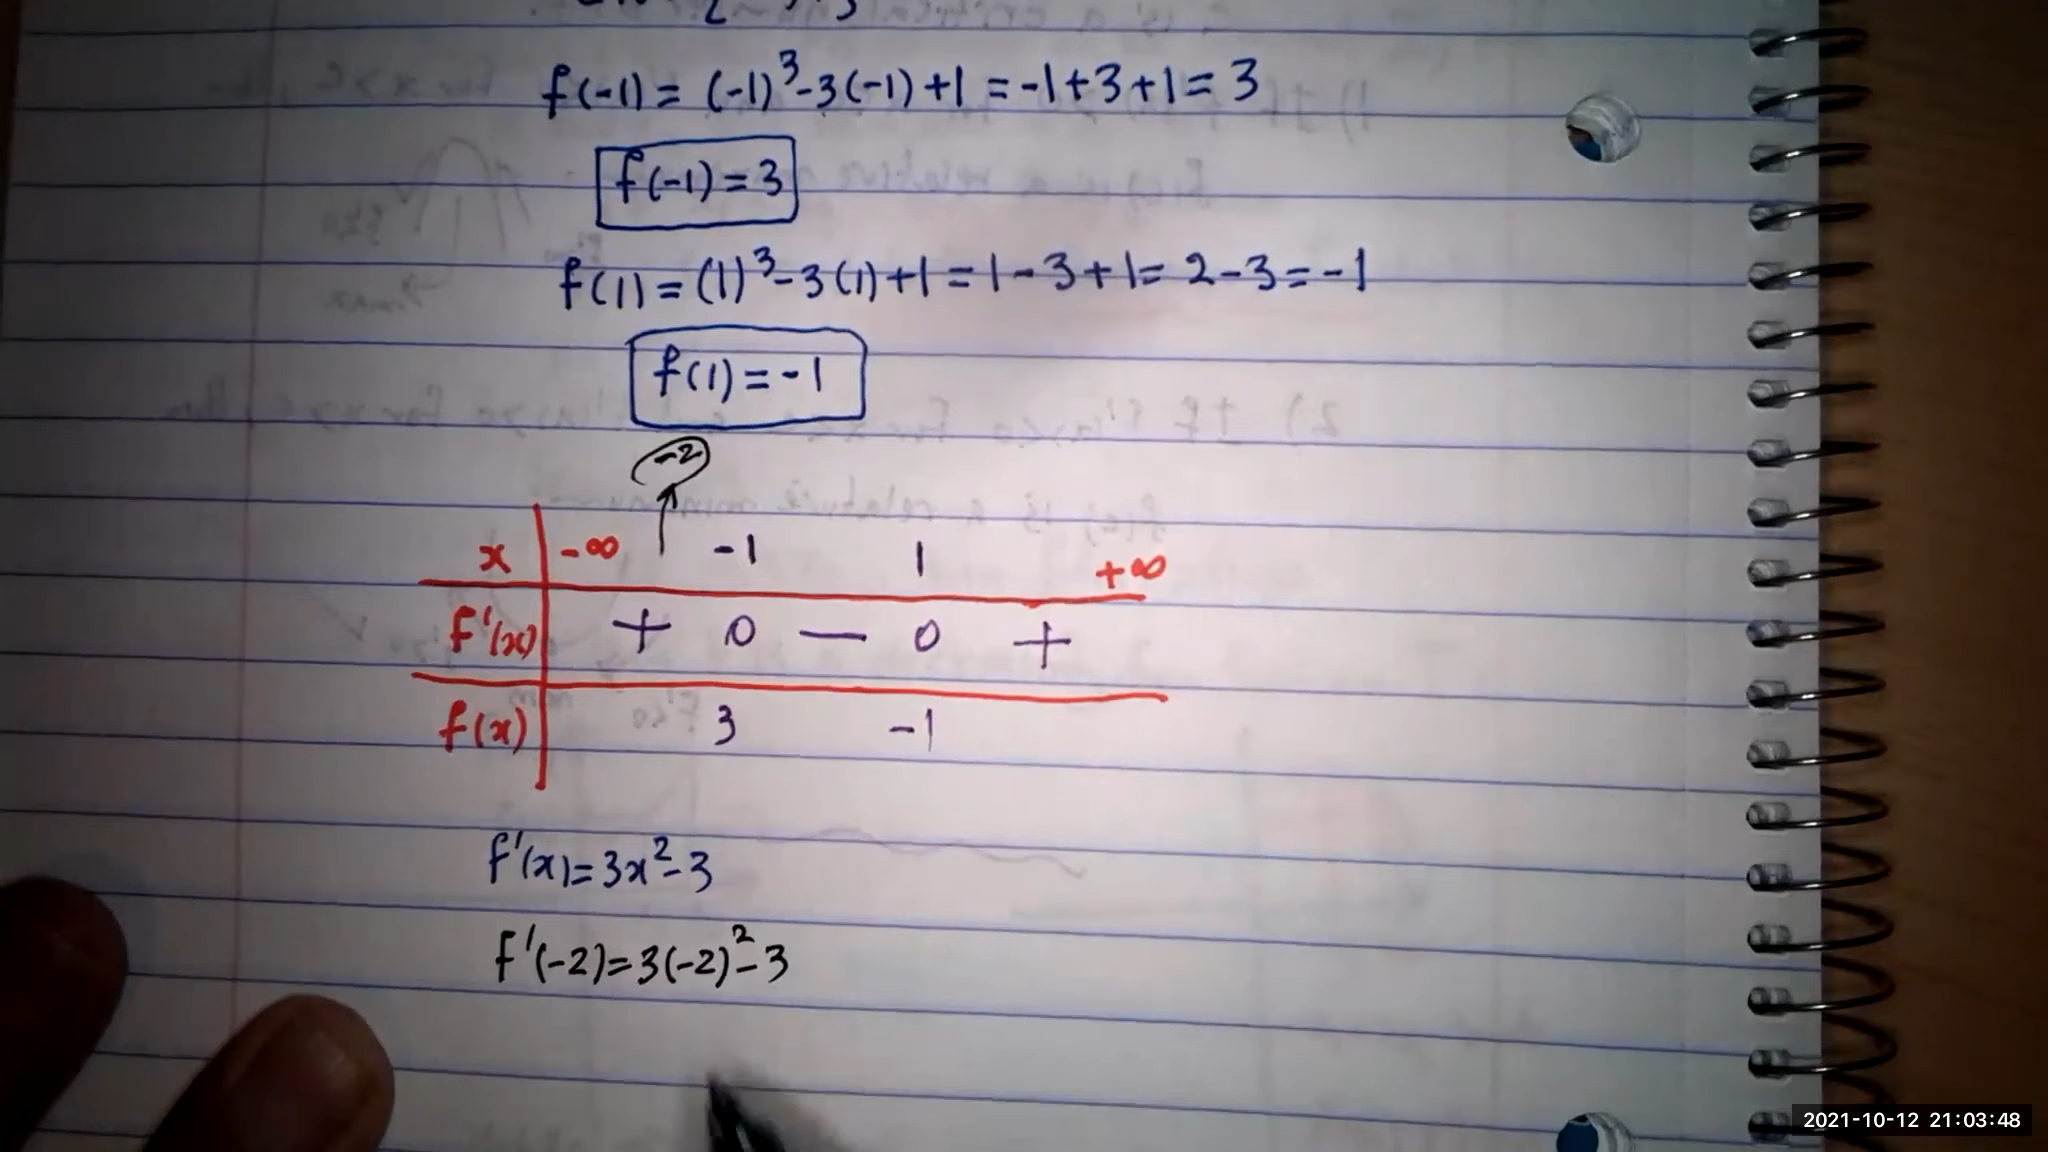 f(-1) = (-1)³-3(-1)+1 = -1+3+1 = 3
f(-1) = 3
f(1) = (1)³-3(1)+1 = 1-3+1 = 2-3 = -1
f(1) = -1
-2
x -∞ -1 1 +∞
f'(x) + 0 — 0 +
f(x) 3 -1
f'(x) = 3x²-3
f'(-2) = 3(-2)²-3
2021-10-12 21:03:48